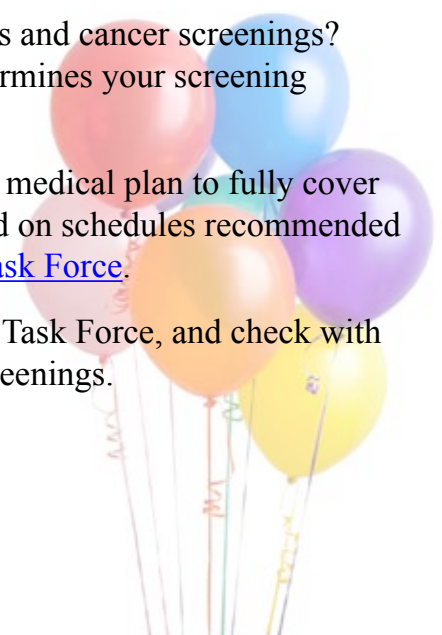 s and cancer screenings?
rmines your screening
medical plan to fully cover
d on schedules recommended
ask Force.
Task Force, and check with
eenings.